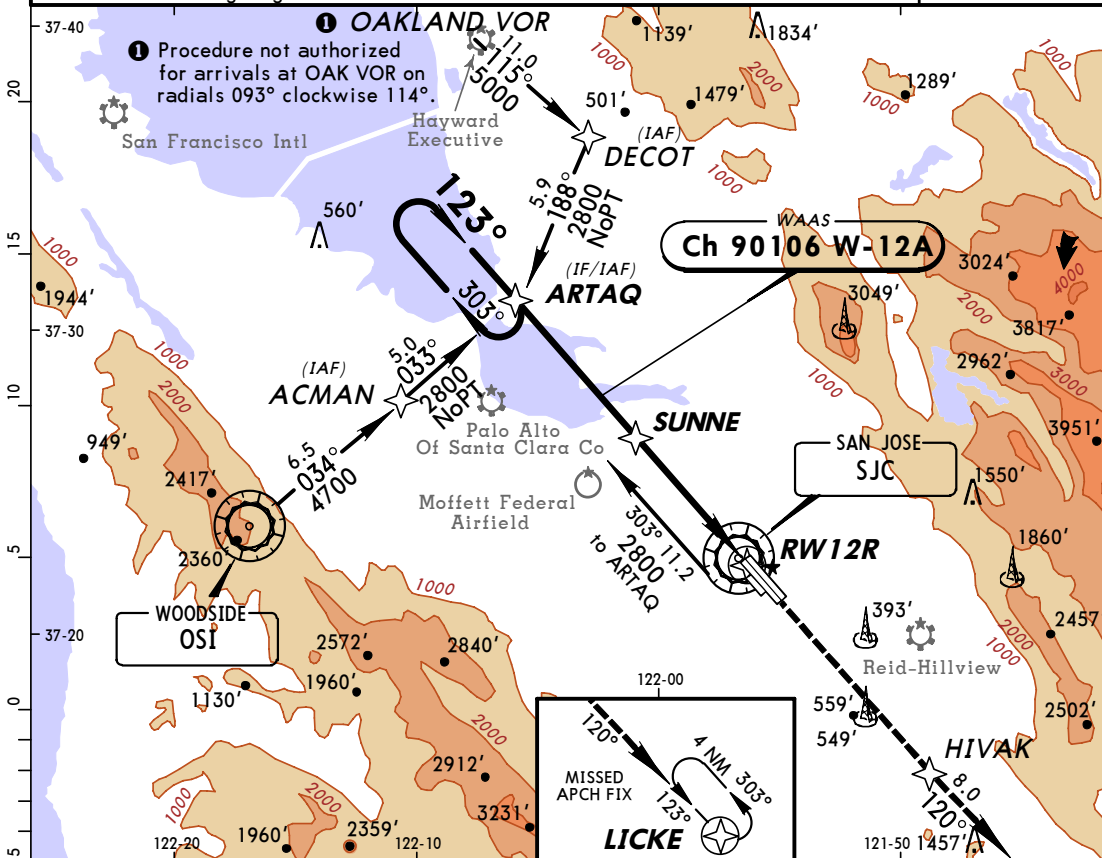 37-40
❶ OAKLAND VOR
❶ Procedure not authorized
for arrivals at OAK VOR on
radials 093° clockwise 114°.
11.0
115°
5000
1139'
1834'
1000
2000
1000
1289'
1000
20
501'
1479'
San Francisco Intl
Hayward
Executive
(IAF)
DECOT
1000
5.9
188°
2800
NoPT
123°
560'
WAAS
Ch 90106 W-12A
15
1000
1944'
(IF/IAF)
ARTAQ
303°
3024'
4000
3049'
2000
3817'
37-30
1000
2000
5.0
033°
2800
NoPT
(IAF)
ACMAN
2962'
1000
3000
10
Palo Alto
Of Santa Clara Co
SUNNE
3951'
949'
6.5
034°
4700
SAN JOSE
SJC
2417'
1550'
Moffett Federal
Airfield
303° 11.2
2800
to ARTAQ
RW12R
1860'
5
2360'
1000
WOODSIDE
OSI
393'
2457
37-20
2000
1000
2572'
2840'
Reid-Hillview
1960'
122-00
1130'
0
559'
549'
2502'
2000
120°
4 NM
303°
MISSED
APCH FIX
123°
LICKE
HIVAK
8.0
120°
2912'
1000
2000
3231'
1960'
2359'
122-20
122-10
121-50
1457'
5